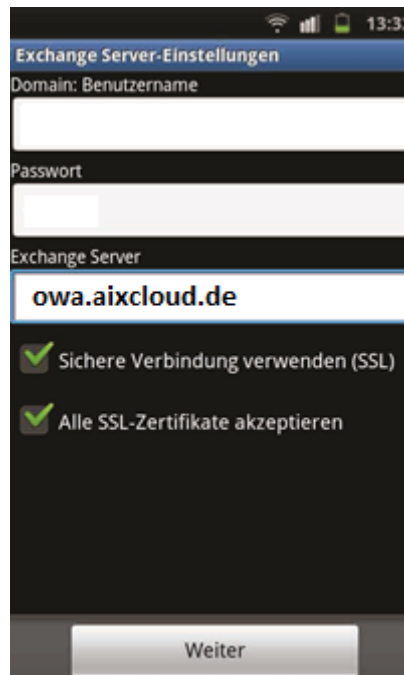 13:3
Exchange Server-Einstellungen
Domain: Benutzername
Passwort
Exchange Server
owa.aixcloud.de
Sichere Verbindung verwenden (SSL)
Alle SSL-Zertifikate akzeptieren
Weiter